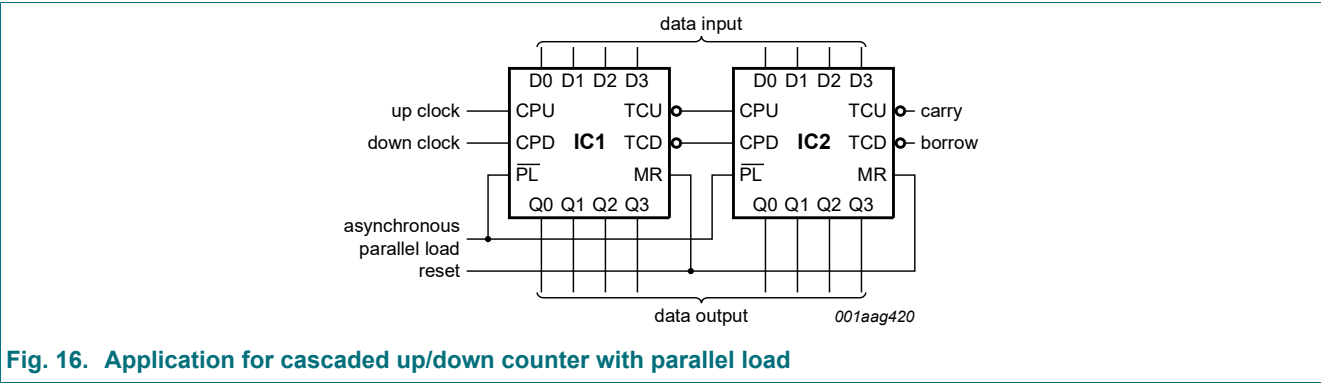 data input
D0 D1 D2 D3
D0 D1 D2 D3
up clock
CPU
TCU
CPU
TCU
carry
down clock
CPD
IC1
TCD
CPD
IC2
TCD
borrow
PL
MR
PL
MR
Q0 Q1 Q2 Q3
Q0 Q1 Q2 Q3
asynchronous
parallel load
reset
data output
001aag420
Fig. 16. Application for cascaded up/down counter with parallel load